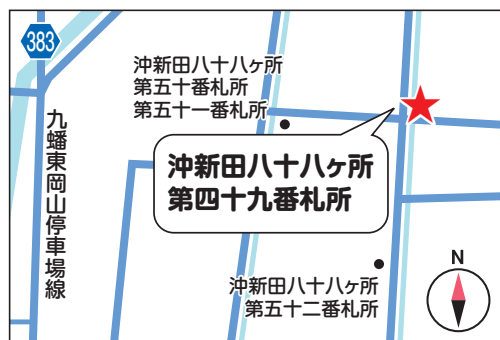 383
沖新田八十八ヶ所
第五十番札所
第五十一番札所
九蟠東岡山停車場線
沖新田八十八ヶ所
第四十九番札所
沖新田八十八ヶ所
第五十二番札所
N